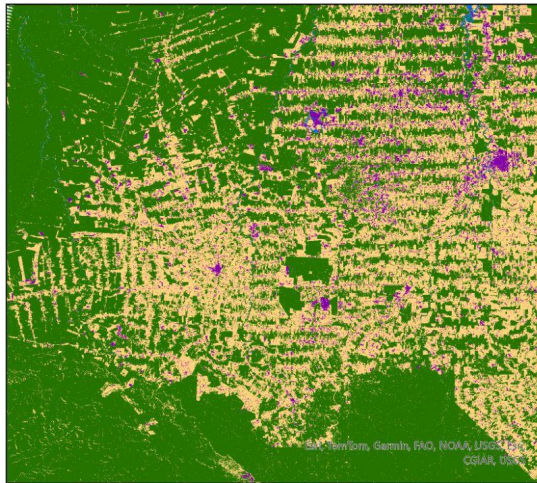 Esri, TomTom, Garmin, FAO, NOAA, USGS,
CGIAR, USGS